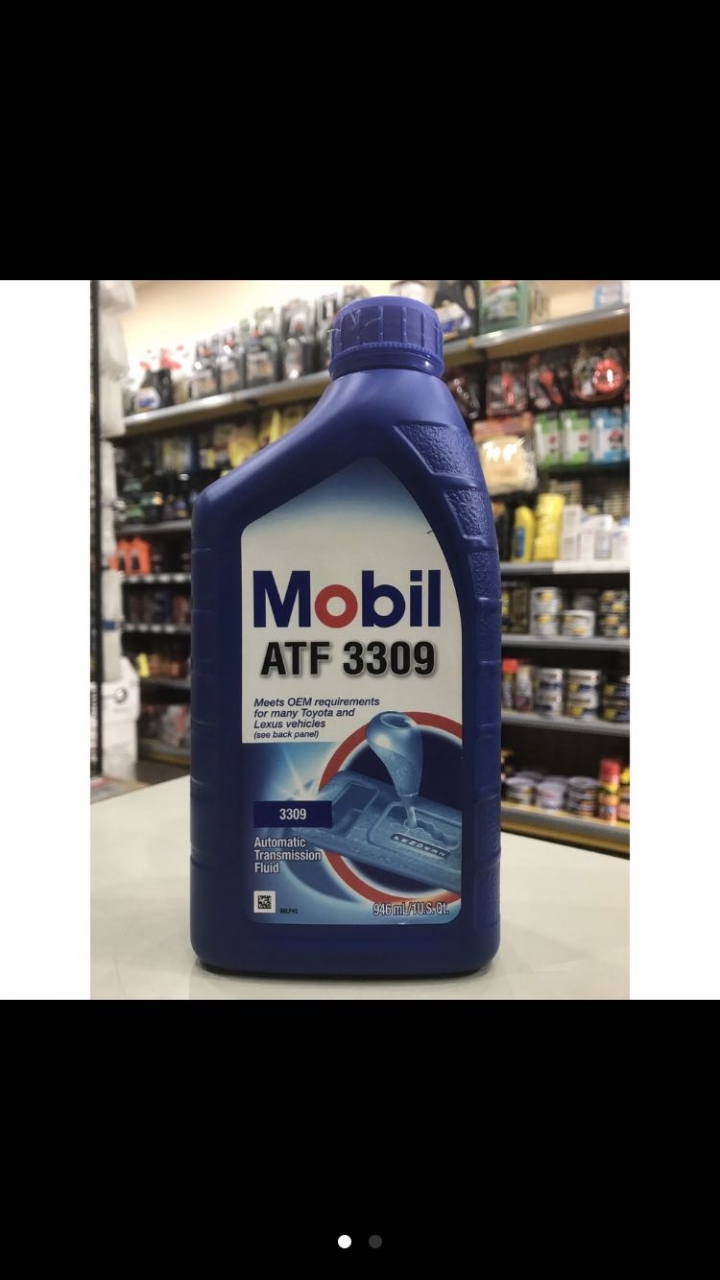 Mobil
ATF 3309
Meets OEM requirements
for many Toyota and
Lexus vehicles
(see back panel)
3309
Automatic
Transmission
Fluid
946 mL/1U.S. Qt.